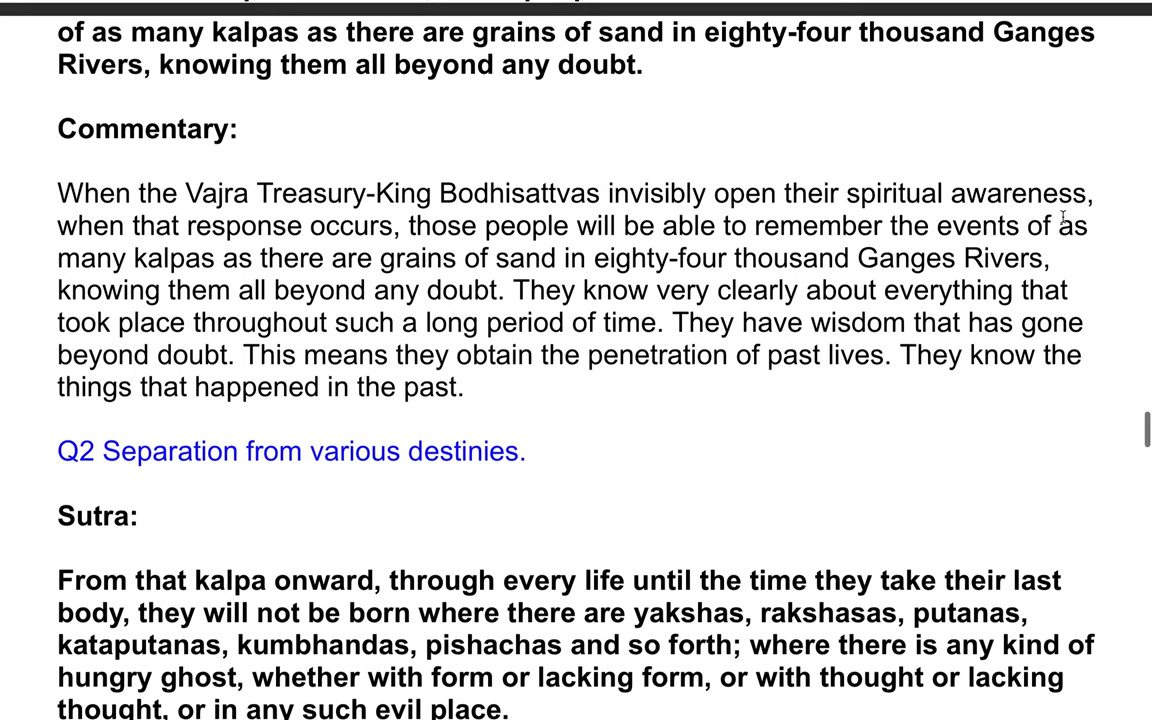 of as many kalpas as there are grains of sand in eighty-four thousand Ganges
Rivers, knowing them all beyond any doubt.
Commentary:
When the Vajra Treasury-King Bodhisattvas invisibly open their spiritual awareness,
when that response occurs, those people will be able to remember the events of as
many kalpas as there are grains of sand in eighty-four thousand Ganges Rivers,
knowing them all beyond any doubt. They know very clearly about everything that
took place throughout such a long period of time. They have wisdom that has gone
beyond doubt. This means they obtain the penetration of past lives. They know the
things that happened in the past.
Q2 Separation from various destinies.
Sutra:
From that kalpa onward, through every life until the time they take their last
body, they will not be born where there are yakshas, rakshasas, putanas,
kataputanas, kumbhandas, pishachas and so forth; where there is any kind of
hungry ghost, whether with form or lacking form, or with thought or lacking
thought, or in any such evil place.